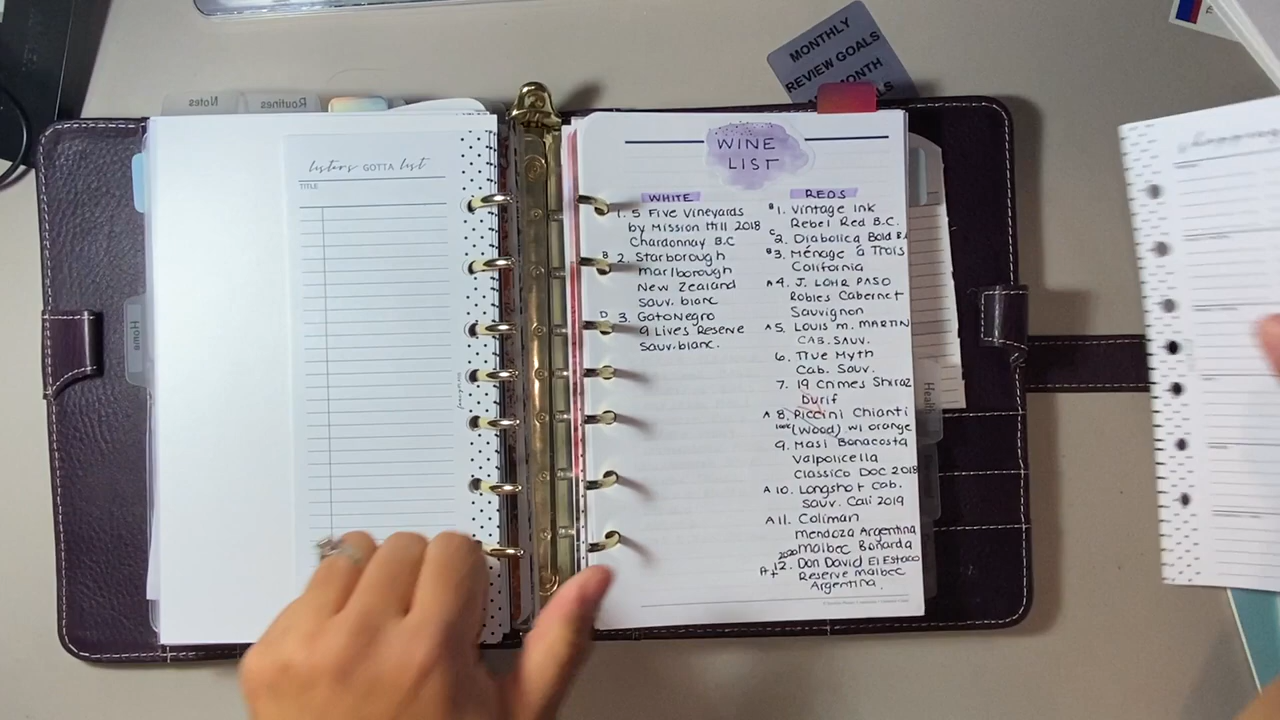 MONTHLY
REVIEW GOALS
MONTH
Notes
Routines
listers GOTTA list
TITLE
Home
WINE
LIST
WHITE
1. 5 Five Vineyards
by Mission Hill 2018
Chardonnay B.C
B 2. Starborough
marlborough
New Zealand
Sauv. blanc
D 3. GatoNegro
9 Lives Reserve
Sauv. blanc.
REDS
B 1. Vintage Ink
Rebel Red B.C.
C 2. Diabolica Bold B.C
B 3. Ménage á Trois
California
A 4. J. LOHR PASO
Robles Cabernet
Sauvignon
A 5. LOUIS M. MARTIN
CAB. SAUV.
6. True Myth
Cab. Sauv.
7. 19 Crimes Shiraz
Durif
A 8. Piccini Chianti
(Wood) w/ orange
9. Masi Bonacosta
Valpolicella
Classico DOC 2018
A 10. Longshot Cab.
Sauv. Cali 2019
A 11. Coliman
mendoza Argentina
2020 malbec Bonarda
A+ 12. Don David El Esteco
Reserve malbec
Argentina.
Health